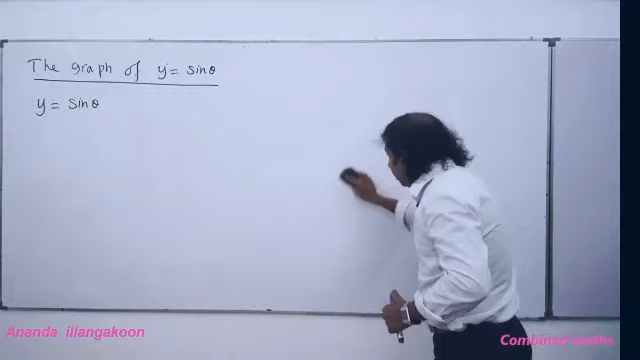 The graph of y = sinθ
y = sinθ
Ananda illangakoon
Combined maths